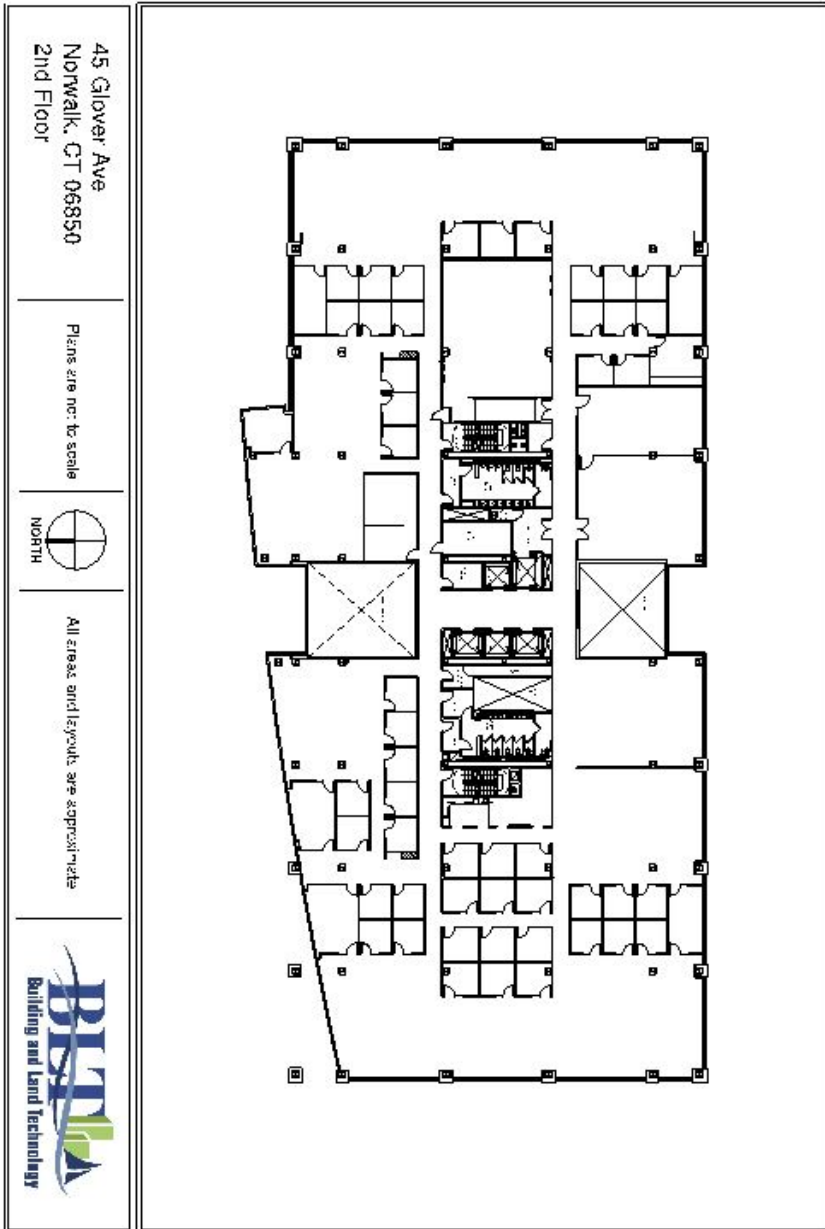 45 Glover Ave
Norwalk, CT 06850
2nd Floor
Plans are not to scale
NORTH
All areas and layouts are approximate
BLT
Building and Land Technology